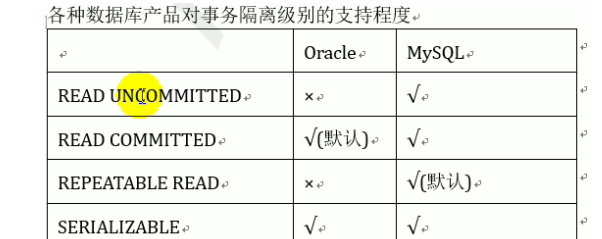 各种数据库产品对事务隔离级别的支持程度
Oracle MySQL
READ UNCOMMITTED × √
READ COMMITTED √(默认) √
REPEATABLE READ × √(默认)
SERIALIZABLE √ √